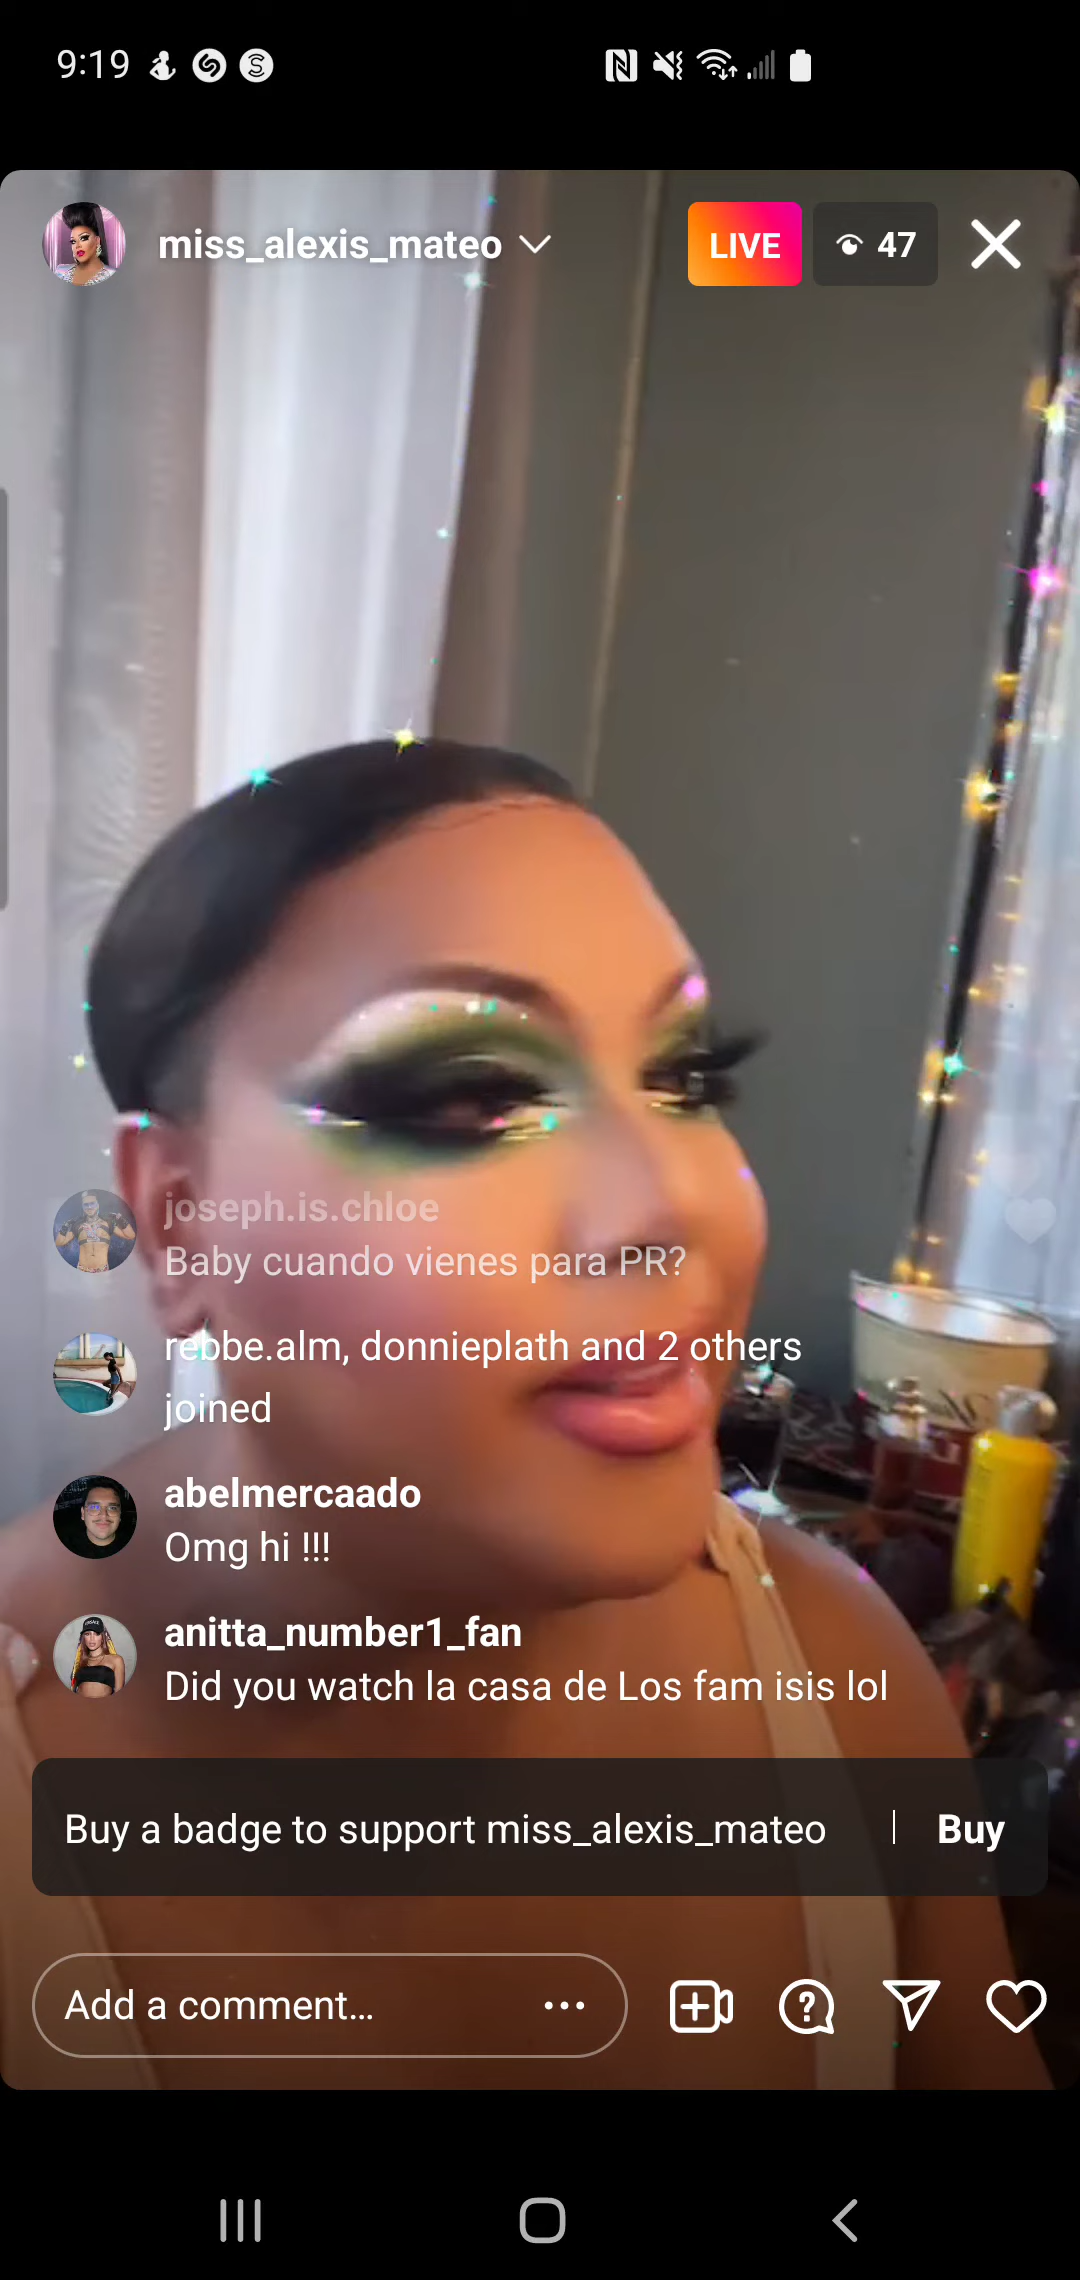 9:19
miss_alexis_mateo
LIVE
47
joseph.is.chloe
Baby cuando vienes para PR?
rebbe.alm, donnieplath and 2 others
joined
abelmercaado
Omg hi !!!
anitta_number1_fan
Did you watch la casa de Los fam isis lol
Buy a badge to support miss_alexis_mateo | Buy
Add a comment...